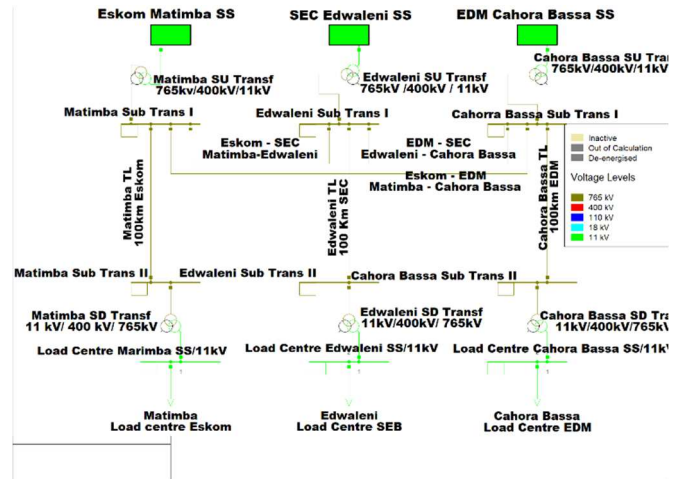 Eskom Matimba SS
SEC Edwaleni SS
EDM Cahora Bassa SS
Matimba SU Transf
765kv/400kV/11kV
Edwaleni SU Transf
765kV /400kV / 11kV
Cahora Bassa SU Tra
765kV/400kV/11kV
Matimba Sub Trans I
Edwaleni Sub Trans I
Cahorra Bassa Sub Trans I
Eskom - SEC
Matimba-Edwaleni
EDM - SEC
Edwaleni - Cahora Bassa
Eskom - EDM
Matimba - Cahora Bassa
Inactive
Out of Calculation
De-energised
Voltage Levels
765 kV
400 kV
110 kV
18 kV
11 kV
Matimba TL
100km Eskom
Edwaleni TL
100 Km SEC
Cahora Bassa TL
100km EDM
Matimba Sub Trans II
Edwaleni Sub Trans II
Cahora Bassa Sub Trans II
Matimba SD Transf
11 kV/ 400 kV/ 765kV
Edwaleni SD Transf
11kV/400kV/ 765kV
Cahora Bassa SD Tra
11kV/400kV/765kV
Load Centre Marimba SS/11kV
Load Centre Edwaleni SS/11kV
Load Centre Cahora Bassa SS/11kV
Matimba
Load centre Eskom
Edwaleni
Load Centre SEB
Cahora Bassa
Load Centre EDM